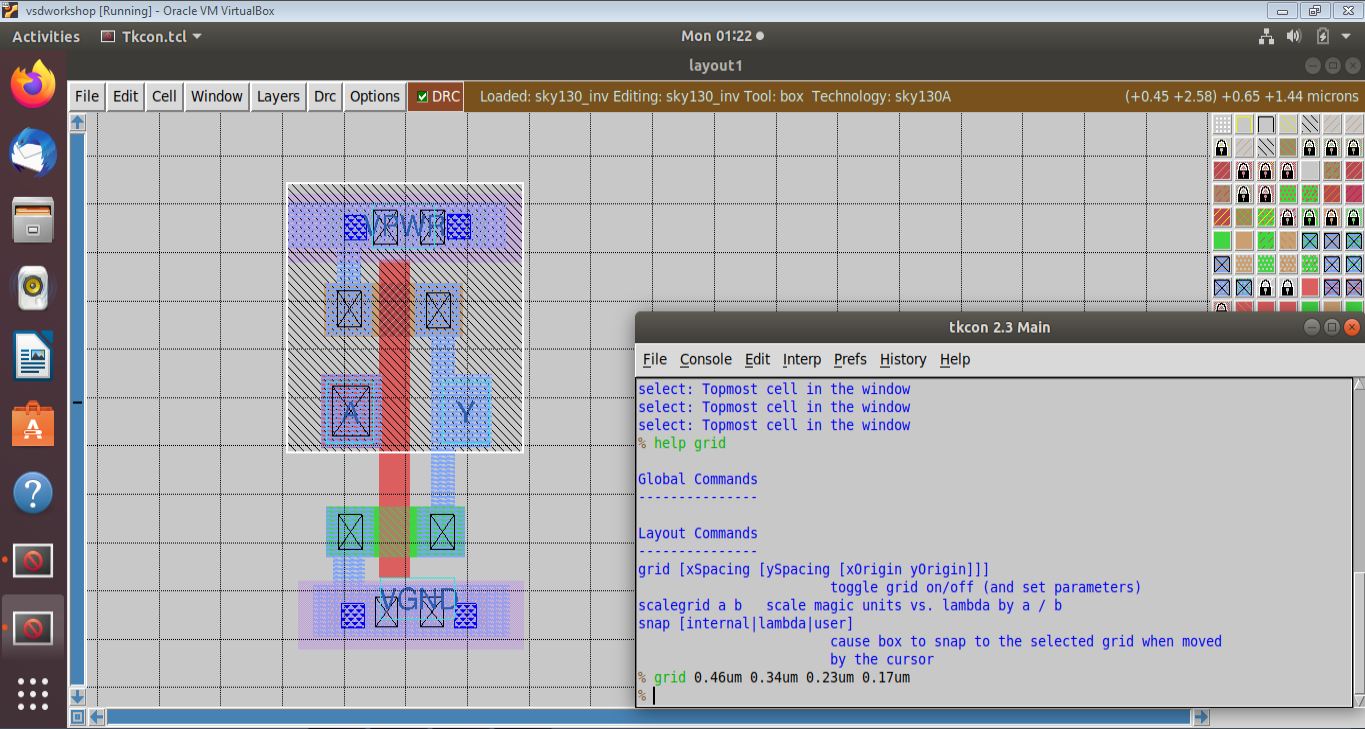 vsdworkshop [Running] - Oracle VM VirtualBox
Activities Tkcon.tcl Mon 01:22
layout1
File Edit Cell Window Layers Drc Options DRC Loaded: sky130_inv Editing: sky130_inv Tool: box Technology: sky130A (+0.45 +2.58) +0.65 +1.44 microns
VPWR
A Y
VGND
tkcon 2.3 Main
File Console Edit Interp Prefs History Help
select: Topmost cell in the window
select: Topmost cell in the window
select: Topmost cell in the window
% help grid
Global Commands
---------------
Layout Commands
---------------
grid [xSpacing [ySpacing [xOrigin yOrigin]]]
toggle grid on/off (and set parameters)
scalegrid a b scale magic units vs. lambda by a / b
snap [internal|lambda|user]
cause box to snap to the selected grid when moved
by the cursor
% grid 0.46um 0.34um 0.23um 0.17um
%